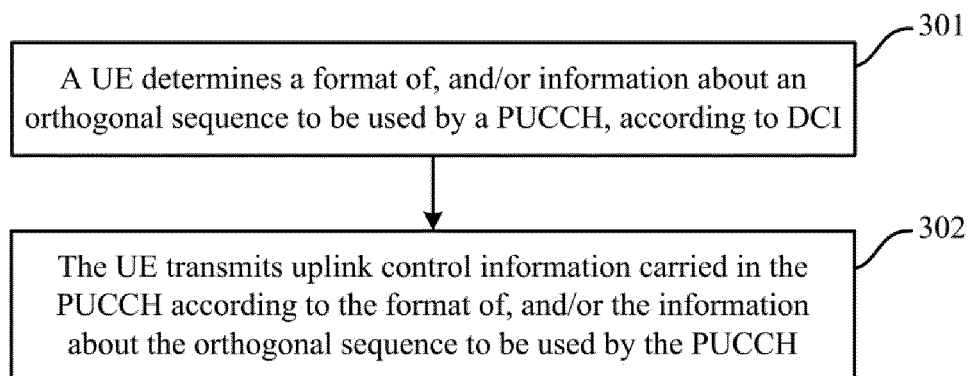 301
A UE determines a format of, and/or information about an
orthogonal sequence to be used by a PUCCH, according to DCI
302
The UE transmits uplink control information carried in the
PUCCH according to the format of, and/or the information
about the orthogonal sequence to be used by the PUCCH